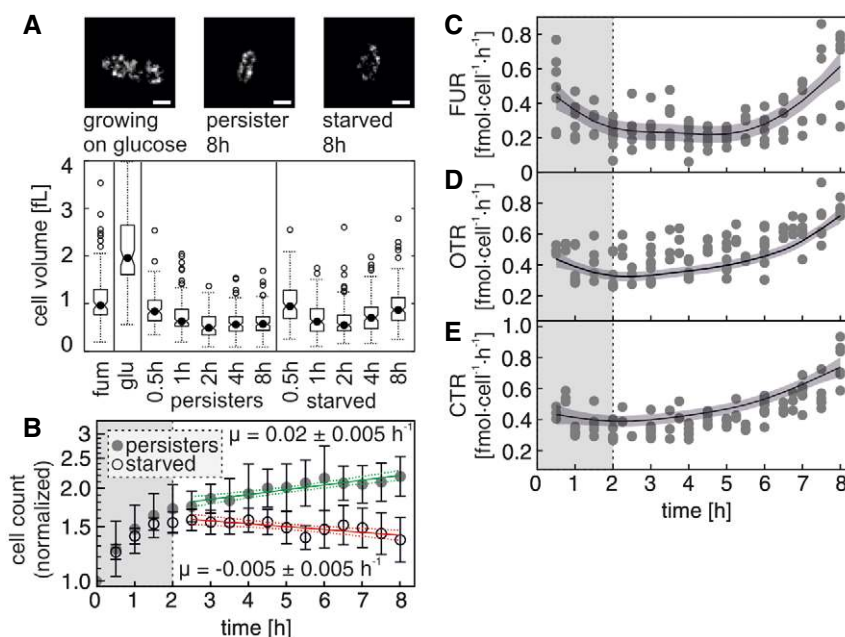 A
growing
on glucose
persister
8h
starved
8h
cell volume [fL]
4
3
2
1
0
fum
glu
0.5h
1h
2h
4h
8h
0.5h
1h
2h
4h
8h
persisters
starved
B
persisters
starved
μ = 0.02 ± 0.005 h-1
μ = -0.005 ± 0.005 h-1
cell count
(normalized)
2.5
2.0
1.5
1.0
0 1 2 3 4 5 6 7 8
time [h]
C
FUR
[fmol·cell-1·h-1]
0.8
0.6
0.4
0.2
0
D
OTR
[fmol·cell-1·h-1]
0.8
0.6
0.4
0.2
E
CTR
[fmol·cell-1·h-1]
1.0
0.8
0.6
0.4
0.2
0 1 2 3 4 5 6 7 8
time [h]